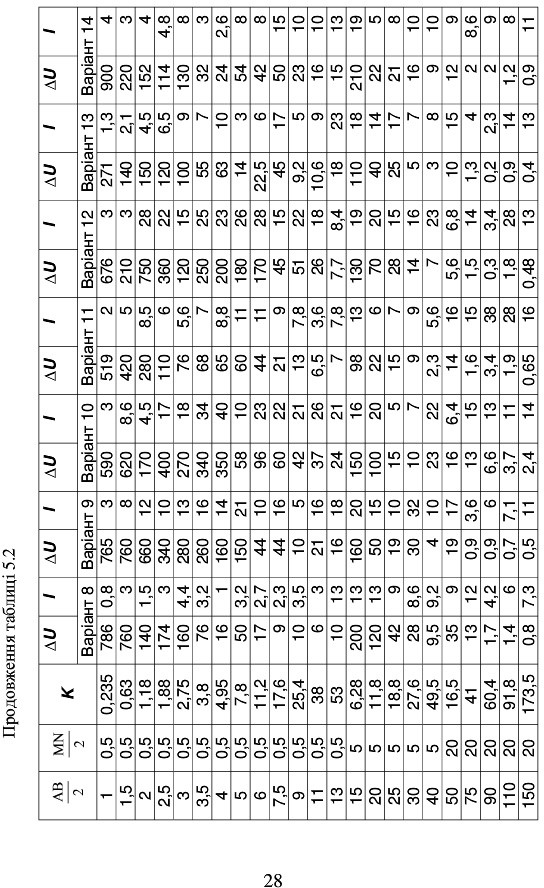 Продовження таблиці 5.2
AB/2 MN/2 K ΔU I ΔU I ΔU I ΔU I ΔU I ΔU I ΔU I
Варіант 8 Варіант 9 Варіант 10 Варіант 11 Варіант 12 Варіант 13 Варіант 14
1 0,5 0,235 786 0,8 765 3 590 3 519 2 676 3 271 1,3 900 4
1,5 0,5 0,63 760 3 760 8 620 8,6 420 5 210 3 140 2,1 220 3
2 0,5 1,18 140 1,5 660 12 170 4,5 280 8,5 750 28 150 4,5 152 4
2,5 0,5 1,88 174 3 340 10 400 17 110 6 360 22 120 6,5 114 4,8
3 0,5 2,75 160 4,4 280 13 270 18 76 5,6 120 15 100 9 130 8
3,5 0,5 3,8 76 3,2 260 16 340 34 68 7 250 25 55 7 32 3
4 0,5 4,95 16 1 160 14 350 40 65 8,8 200 23 63 10 24 2,6
5 0,5 7,8 50 3,2 150 21 58 10 60 11 180 26 14 3 54 8
6 0,5 11,2 17 2,7 44 10 96 23 44 11 170 28 22,5 6 42 8
7,5 0,5 17,6 9 2,3 44 16 60 22 21 9 45 15 45 17 50 15
9 0,5 25,4 10 3,5 10 5 42 21 13 7,8 51 22 9,2 5 23 10
11 0,5 38 6 3 21 16 37 26 6,5 3,6 26 18 10,6 9 16 10
13 0,5 53 10 13 16 18 24 21 7 7,8 7,7 8,4 18 23 15 13
15 5 6,28 200 13 160 20 150 16 98 13 130 19 110 18 210 19
20 5 11,8 120 13 50 15 100 20 22 6 70 20 40 14 22 5
25 5 18,8 42 9 19 10 15 5 15 7 28 15 25 17 21 8
30 5 27,6 28 8,6 30 32 10 7 9 9 14 16 5 7 16 10
40 5 49,5 9,5 9,2 4 10 23 22 2,3 5,6 7 23 3 8 9 10
50 20 16,5 35 9 19 17 16 6,4 14 16 5,6 6,8 10 15 12 9
75 20 41 13 12 0,9 3,6 13 15 1,6 15 1,5 14 1,3 4 2 8,6
90 20 60,4 1,7 4,2 0,9 6 6,6 13 3,4 38 0,3 3,4 0,2 2,3 2 9
110 20 91,8 1,4 6 0,7 7,1 3,7 11 1,9 28 1,8 28 0,9 14 1,2 8
150 20 173,5 0,8 7,3 0,5 11 2,4 14 0,65 16 0,48 13 0,4 13 0,9 11
28